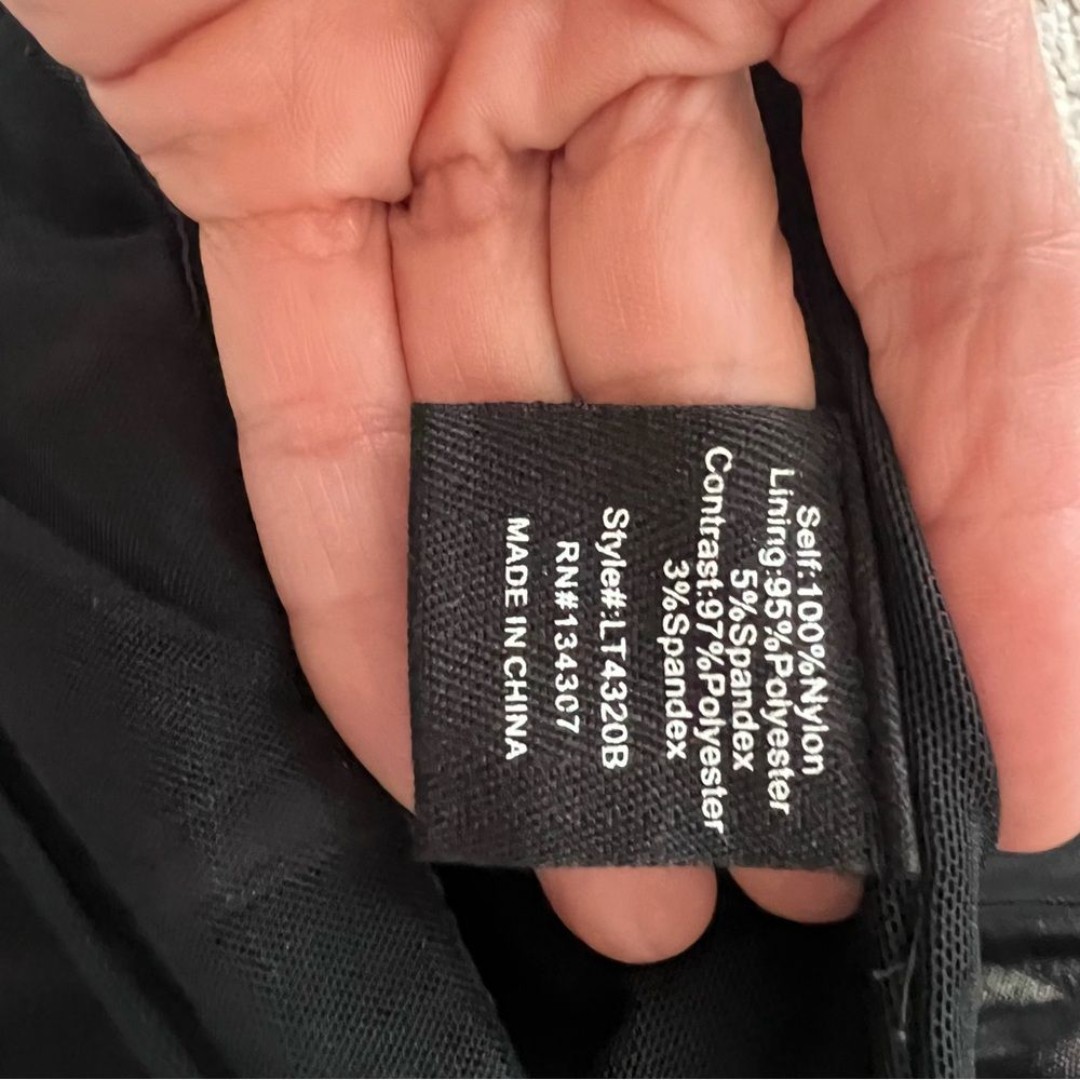 Self:100%Nylon
Lining:95%Polyester
5%Spandex
Contrast:97%Polyester
3%Spandex
Style#:LT4320B
RN#134307
MADE IN CHINA